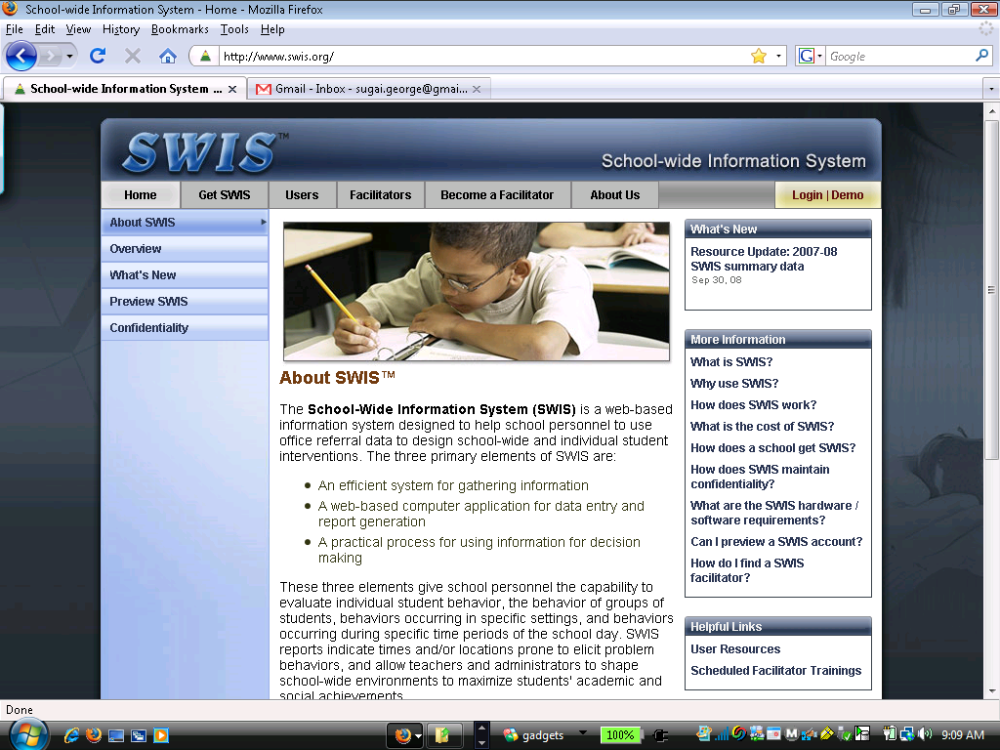 School-wide Information System - Home - Mozilla Firefox
File Edit View History Bookmarks Tools Help
http://www.swis.org/
G Google
School-wide Information System ...
Gmail - Inbox - sugai.george@gmai...
SWIS™
School-wide Information System
Home Get SWIS Users Facilitators Become a Facilitator About Us Login | Demo
About SWIS
Overview
What's New
Preview SWIS
Confidentiality
About SWIS™
The School-Wide Information System (SWIS) is a web-based
information system designed to help school personnel to use
office referral data to design school-wide and individual student
interventions. The three primary elements of SWIS are:
• An efficient system for gathering information
• A web-based computer application for data entry and
report generation
• A practical process for using information for decision
making
These three elements give school personnel the capability to
evaluate individual student behavior, the behavior of groups of
students, behaviors occurring in specific settings, and behaviors
occurring during specific time periods of the school day. SWIS
reports indicate times and/or locations prone to elicit problem
behaviors, and allow teachers and administrators to shape
school-wide environments to maximize students' academic and
social achievements.
What's New
Resource Update: 2007-08
SWIS summary data
Sep 30, 08
More Information
What is SWIS?
Why use SWIS?
How does SWIS work?
What is the cost of SWIS?
How does a school get SWIS?
How does SWIS maintain
confidentiality?
What are the SWIS hardware /
software requirements?
Can I preview a SWIS account?
How do I find a SWIS
facilitator?
Helpful Links
User Resources
Scheduled Facilitator Trainings
Done
gadgets
100%
9:09 AM